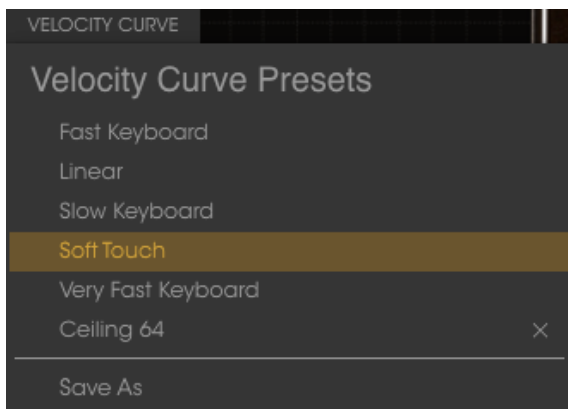 VELOCITY CURVE
Velocity Curve Presets
Fast Keyboard
Linear
Slow Keyboard
Soft Touch
Very Fast Keyboard
Ceiling 64
Save As